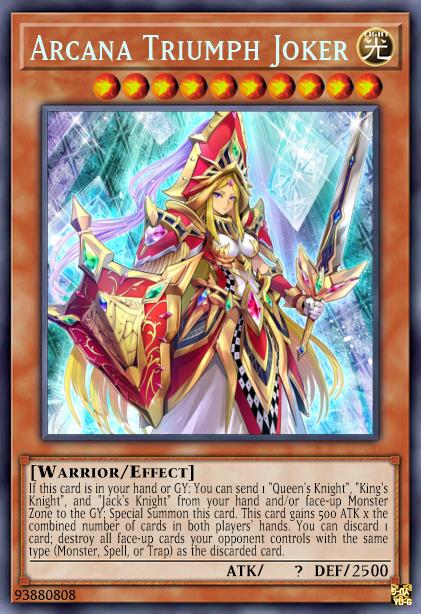 ARCANA TRIUMPH JOKER
LIGHT
光
[WARRIOR/EFFECT]
If this card is in your hand or GY: You can send 1 "Queen's Knight", "King's
Knight", and "Jack's Knight" from your hand and/or face-up Monster
Zone to the GY; Special Summon this card. This card gains 500 ATK x the
combined number of cards in both players' hands. You can discard 1
card; destroy all face-up cards your opponent controls with the same
type (Monster, Spell, or Trap) as the discarded card.
ATK/ ? DEF/2500
93880808